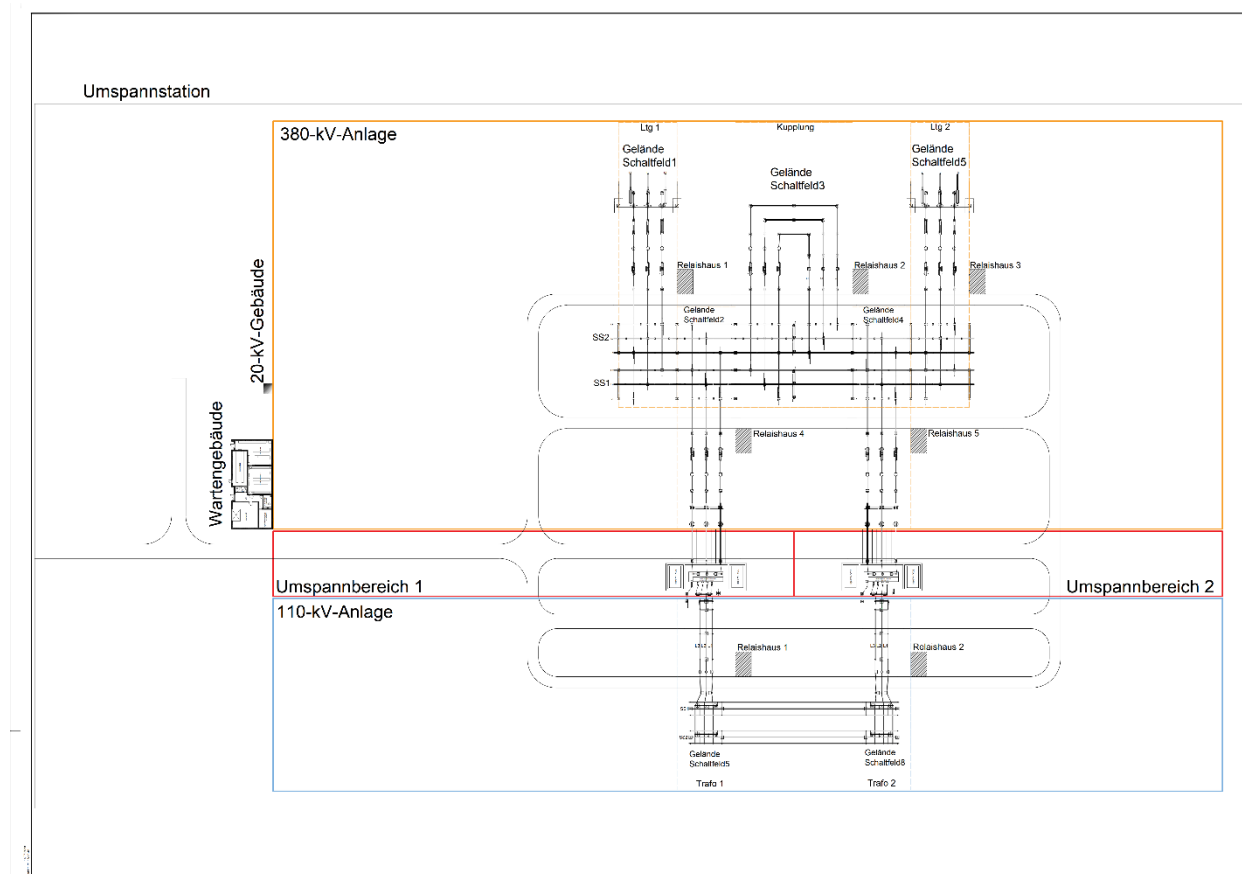 Umspannstation
380-kV-Anlage
Ltg 1
Kupplung
Ltg 2
Gelände
Schaltfeld1
Gelände
Schaltfeld3
Gelände
Schaltfeld5
Relaishaus 1
Relaishaus 2
Relaishaus 3
20-kV-Gebäude
Gelände
Schaltfeld2
Gelände
Schaltfeld4
SS2
SS1
Wartengebäude
Relaishaus 4
Relaishaus 5
Umspannbereich 1
Umspannbereich 2
110-kV-Anlage
Relaishaus 1
Relaishaus 2
Gelände
Schaltfeld5
Gelände
Schaltfeld8
Trafo 1
Trafo 2